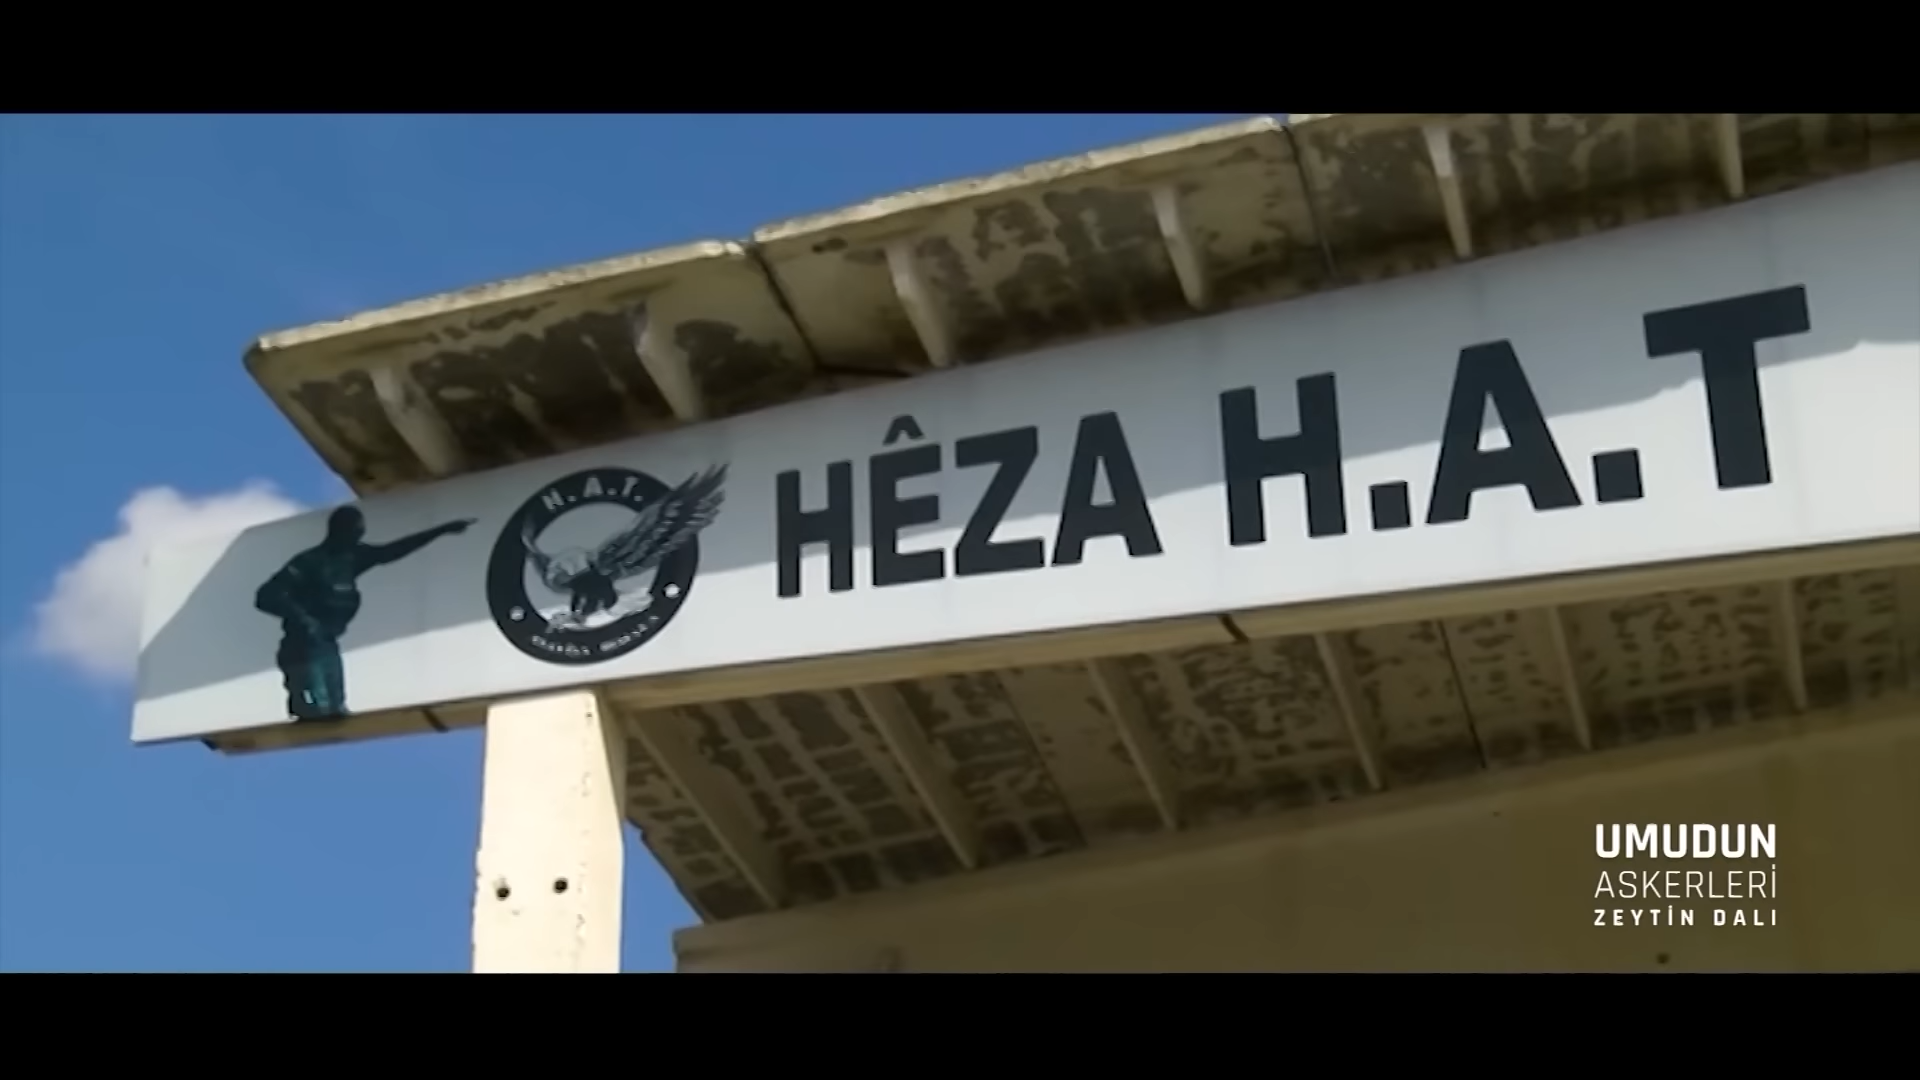 H.A.T.
HÊZA H.A.T
UMUDUN
ASKERLERİ
ZEYTİN DALI